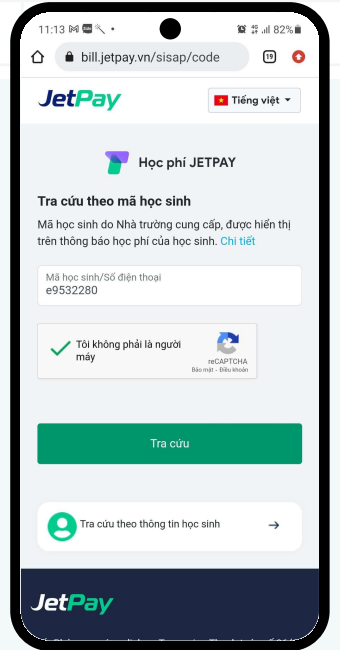 11:13
82%
bill.jetpay.vn/sisap/code
19
JetPay
Tiếng việt
Học phí JETPAY
Tra cứu theo mã học sinh
Mã học sinh do Nhà trường cung cấp, được hiển thị
trên thông báo học phí của học sinh. Chi tiết
Mã học sinh/Số điện thoại
e9532280
Tôi không phải là người
máy
reCAPTCHA
Bảo mật - Điều khoản
Tra cứu
Tra cứu theo thông tin học sinh
JetPay